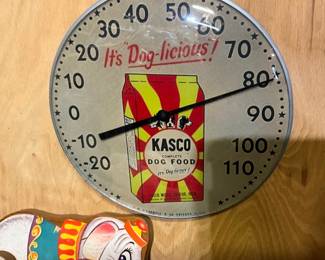 It's "Dog-licious!"
-20 -10 0 10 20 30 40 50 60 70 80 90 100 110
KASCO
COMPLETE
DOG FOOD
It's Dog-licious!